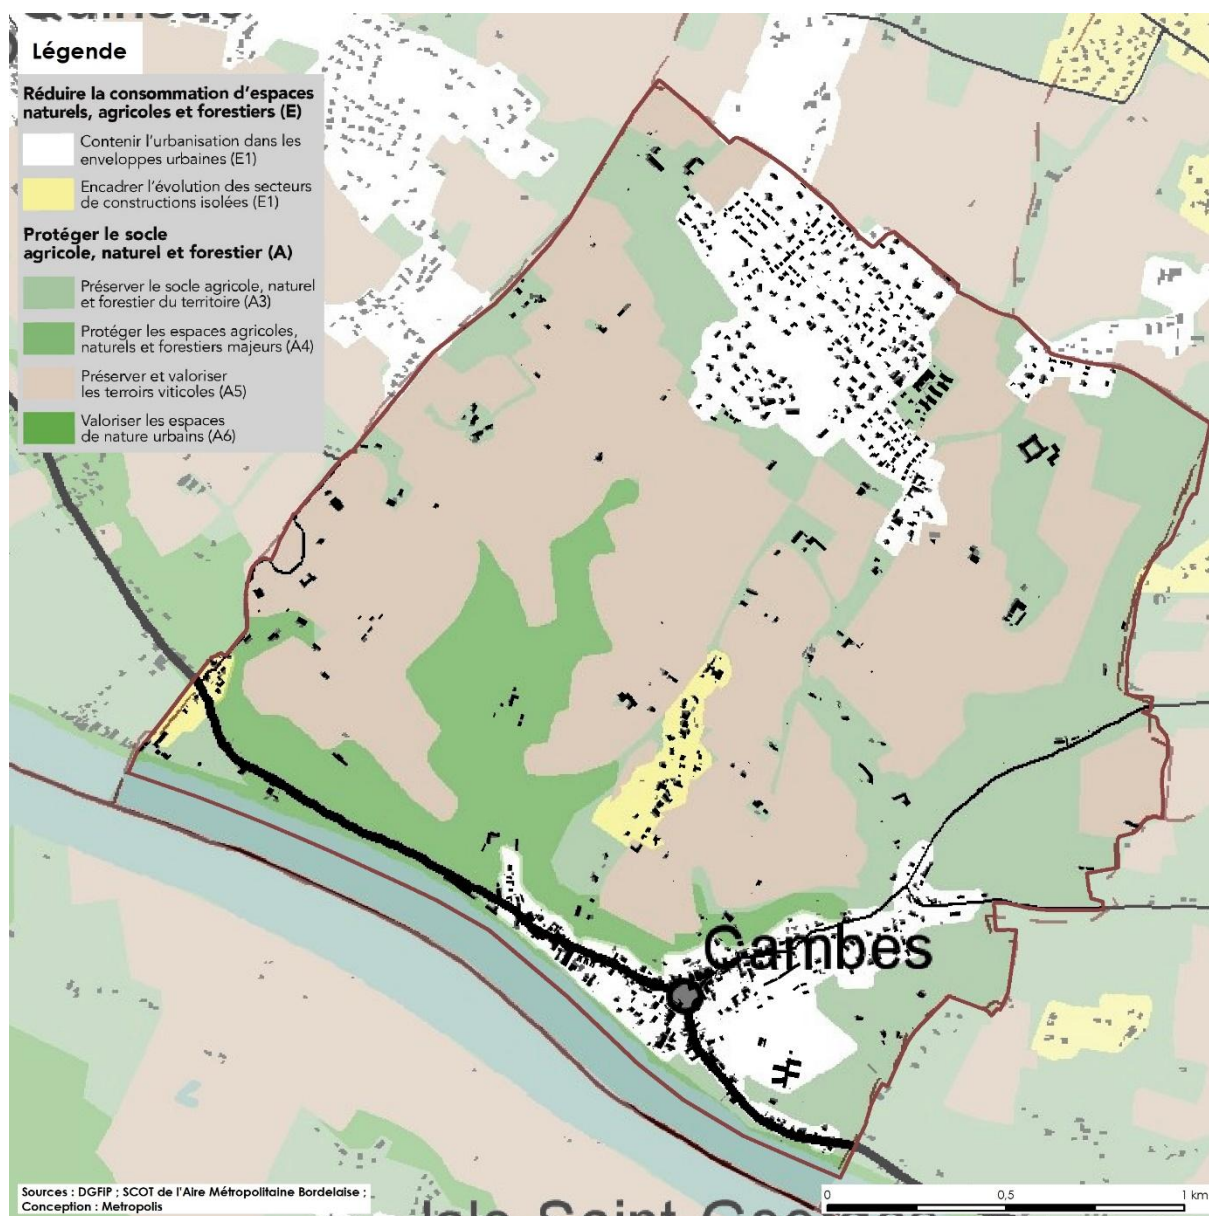 Légende
Réduire la consommation d'espaces
naturels, agricoles et forestiers (E)
Contenir l'urbanisation dans les
enveloppes urbaines (E1)
Encadrer l'évolution des secteurs
de constructions isolées (E1)
Protéger le socle
agricole, naturel et forestier (A)
Préserver le socle agricole, naturel
et forestier du territoire (A3)
Protéger les espaces agricoles,
naturels et forestiers majeurs (A4)
Préserver et valoriser
les terroirs viticoles (A5)
Valoriser les espaces
de nature urbains (A6)
Cambes
Sources : DGFiP ; SCOT de l'Aire Métropolitaine Bordelaise ;
Conception : Metropolis
0 0,5 1 km